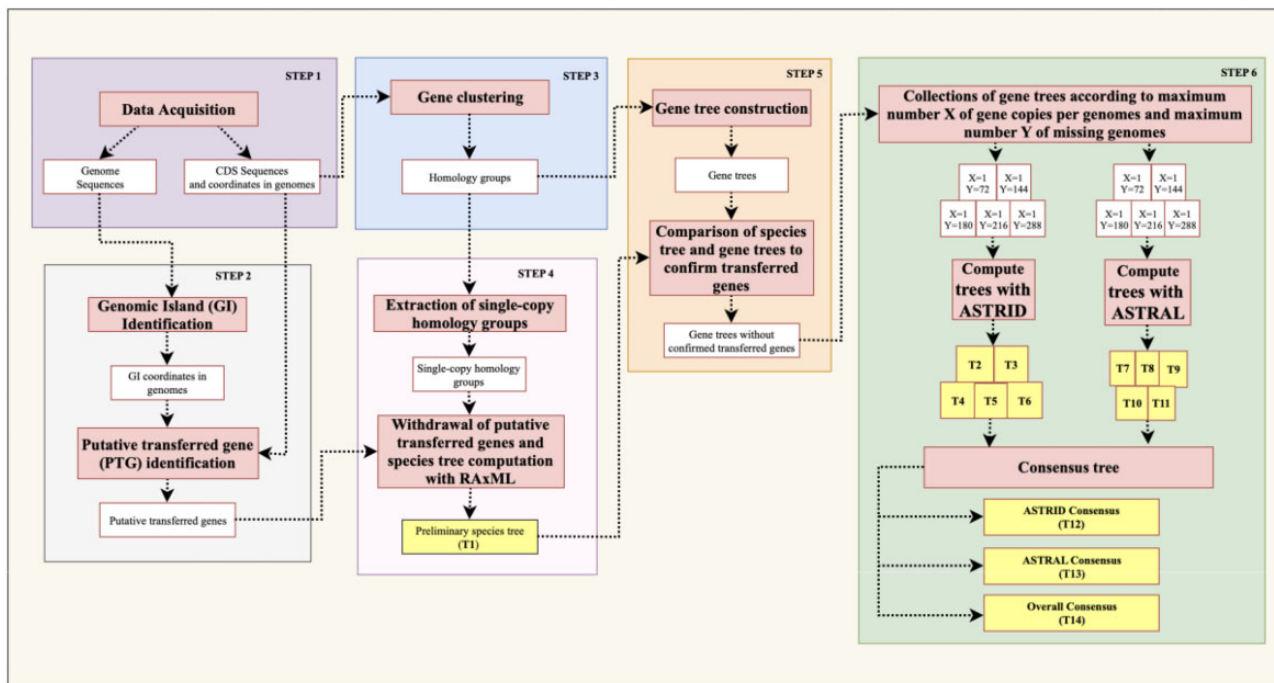 STEP 1
Data Acquisition
Genome
Sequences
CDS Sequences
and coordinates in genomes
STEP 2
Genomic Island (GI)
Identification
GI coordinates in
genomes
Putative transferred gene
(PTG) identification
Putative transferred genes
STEP 3
Gene clustering
Homology groups
STEP 4
Extraction of single-copy
homology groups
Single-copy homology
groups
Withdrawal of putative
transferred genes and
species tree computation
with RAxML
Preliminary species tree
(T1)
STEP 5
Gene tree construction
Gene trees
Comparison of species
tree and gene trees to
confirm transferred
genes
Gene trees without
confirmed transferred genes
STEP 6
Collections of gene trees according to maximum
number X of gene copies per genomes and maximum
number Y of missing genomes
X=1 X=1
Y=72 Y=144
X=1 X=1 X=1
Y=180 Y=216 Y=288
Compute
trees with
ASTRID
T2 T3
T4 T5 T6
X=1 X=1
Y=72 Y=144
X=1 X=1 X=1
Y=180 Y=216 Y=288
Compute
trees with
ASTRAL
T7 T8 T9
T10 T11
Consensus tree
ASTRID Consensus
(T12)
ASTRAL Consensus
(T13)
Overall Consensus
(T14)